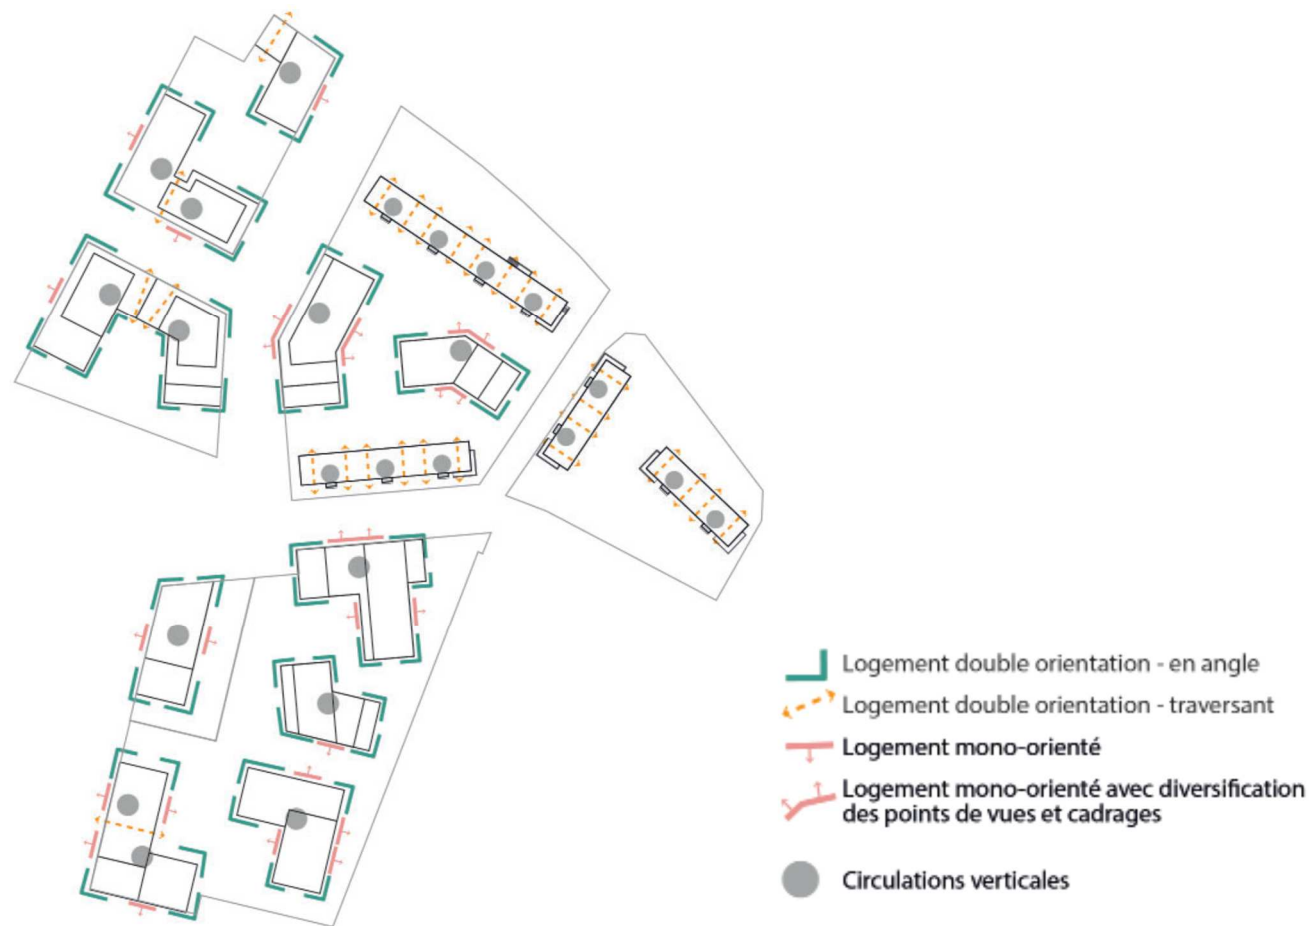 Logement double orientation - en angle
Logement double orientation - traversant
Logement mono-orienté
Logement mono-orienté avec diversification
des points de vues et cadrages
Circulations verticales